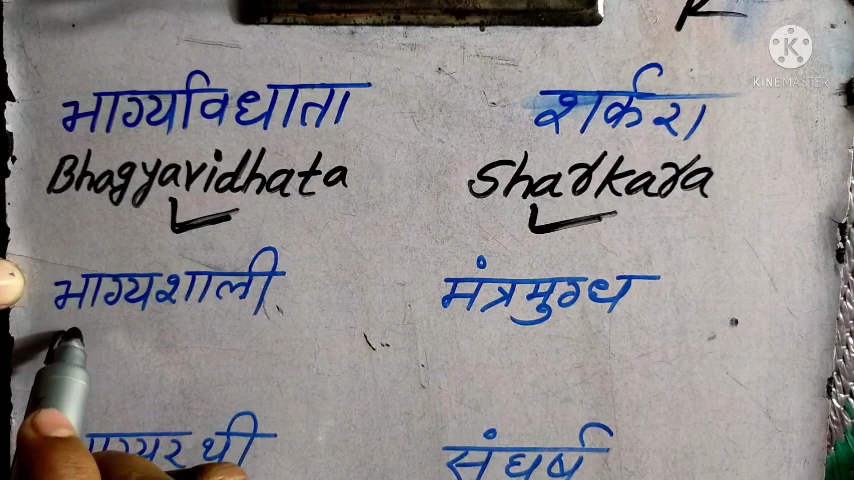 KINEMASTER
भाग्यविधाता शर्करा
Bhagyavidhata Sharkara
भाग्यशाली मंत्रमुग्ध
संघर्ष